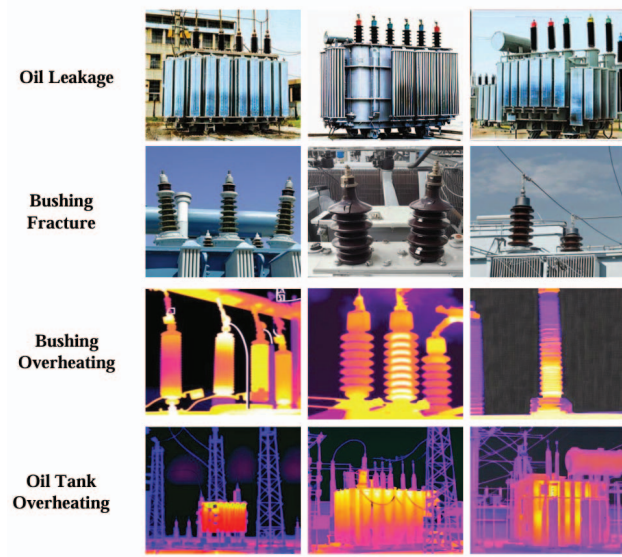 Oil Leakage
Bushing
Fracture
Bushing
Overheating
Oil Tank
Overheating